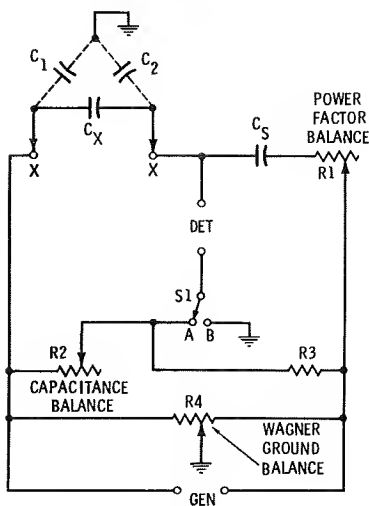 C1
C2
CX
X
X
CS
POWER
FACTOR
BALANCE
R1
DET
S1
A
B
R2
CAPACITANCE
BALANCE
R3
R4
WAGNER
GROUND
BALANCE
GEN